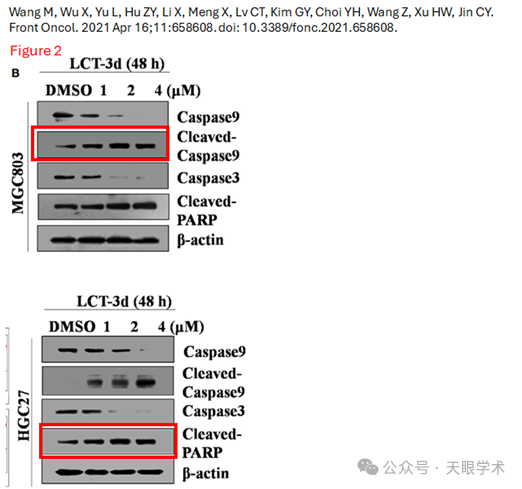 Wang M, Wu X, Yu L, Hu ZY, Li X, Meng X, Lv CT, Kim GY, Choi YH, Wang Z, Xu HW, Jin CY.
Front Oncol. 2021 Apr 16;11:658608. doi: 10.3389/fonc.2021.658608.
Figure 2
B
LCT-3d (48 h)
DMSO 1 2 4 (μM)
MGC803
Caspase9
Cleaved-
Caspase9
Caspase3
Cleaved-
PARP
β-actin
LCT-3d (48 h)
DMSO 1 2 4 (μM)
HGC27
Caspase9
Cleaved-
Caspase9
Caspase3
Cleaved-
PARP
β-actin
公众号 · 天眼学术